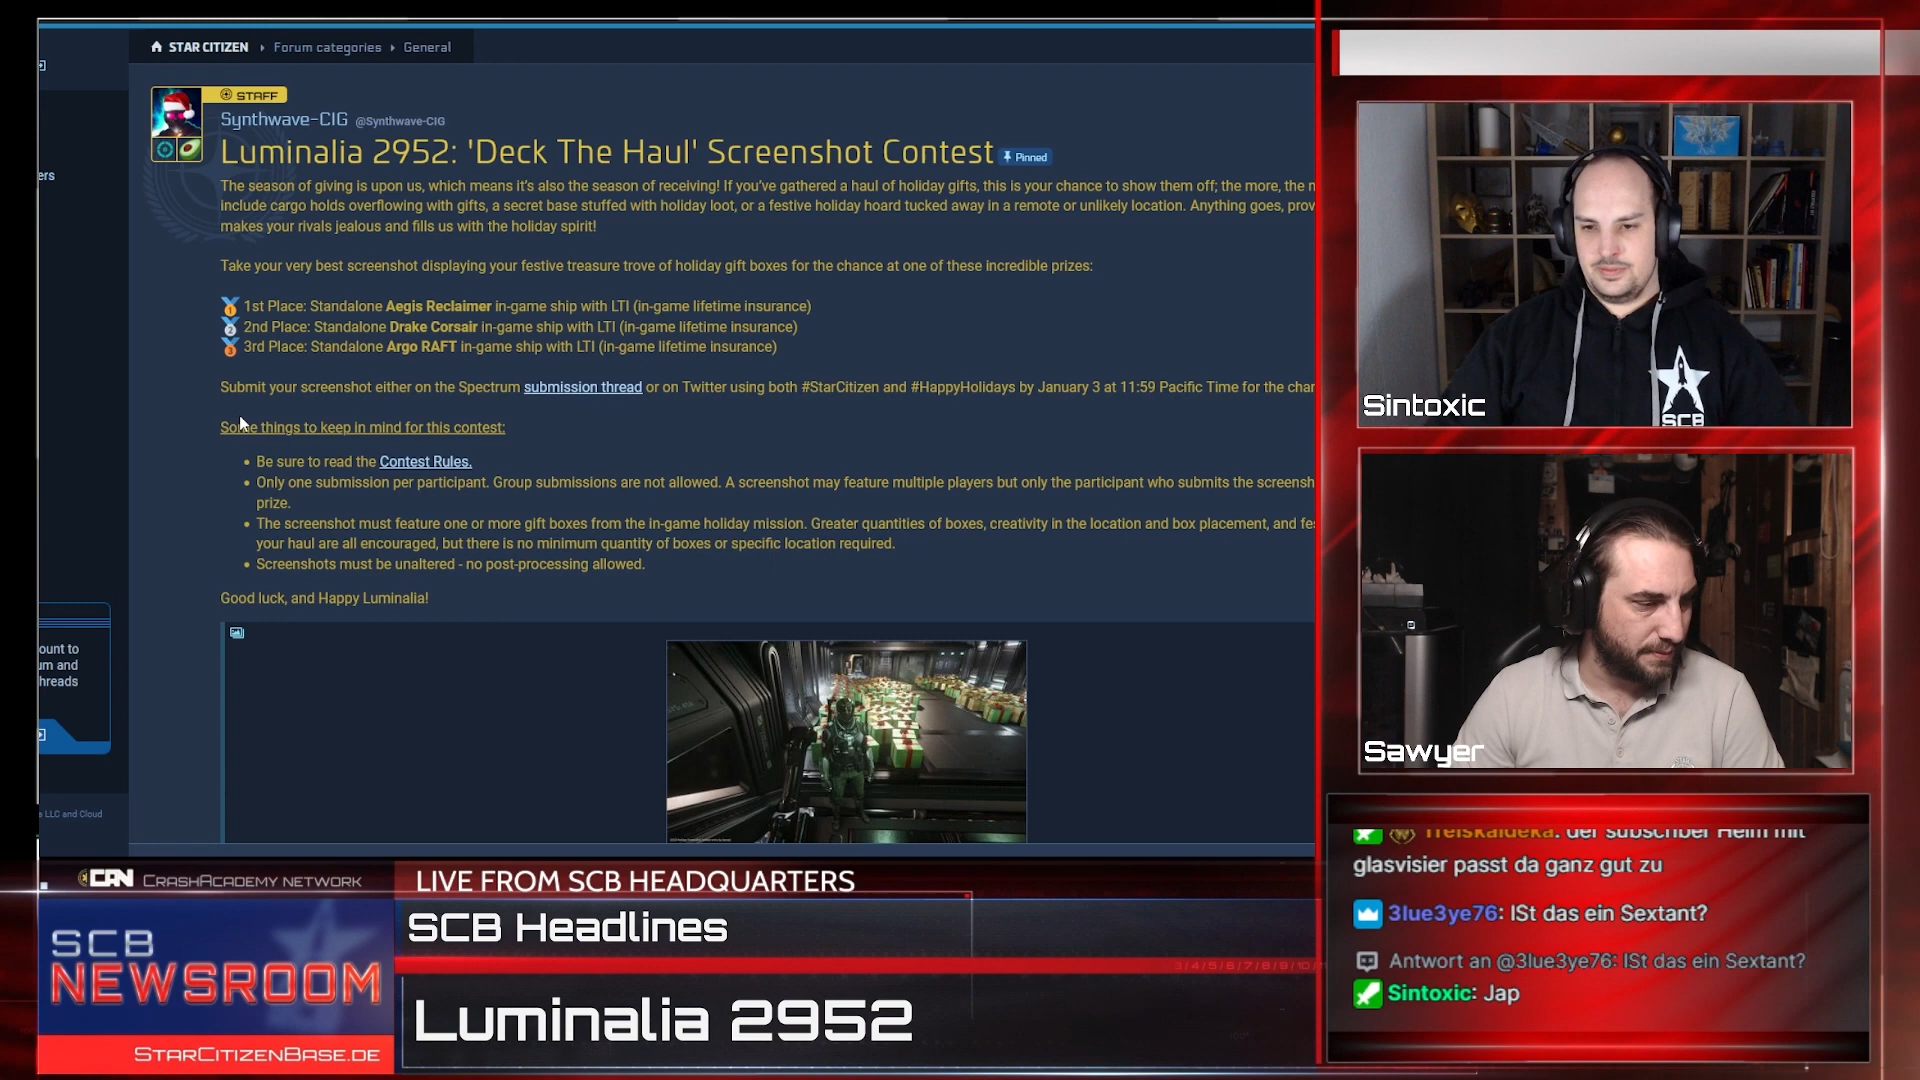 STAR CITIZEN
Forum categories
General
STAFF
Synthwave-CIG @Synthwave-CIG
Luminalia 2952: 'Deck The Haul' Screenshot Contest Pinned
The season of giving is upon us, which means it's also the season of receiving! If you've gathered a haul of holiday gifts, this is your chance to show them off; the more, the
include cargo holds overflowing with gifts, a secret base stuffed with holiday loot, or a festive holiday hoard tucked away in a remote or unlikely location. Anything goes, prov
makes your rivals jealous and fills us with the holiday spirit!
Take your very best screenshot displaying your festive treasure trove of holiday gift boxes for the chance at one of these incredible prizes:
1st Place: Standalone Aegis Reclaimer in-game ship with LTI (in-game lifetime insurance)
2nd Place: Standalone Drake Corsair in-game ship with LTI (in-game lifetime insurance)
3rd Place: Standalone Argo RAFT in-game ship with LTI (in-game lifetime insurance)
Submit your screenshot either on the Spectrum submission thread or on Twitter using both #StarCitizen and #HappyHolidays by January 3 at 11:59 Pacific Time for the char
Some things to keep in mind for this contest:
Be sure to read the Contest Rules.
Only one submission per participant. Group submissions are not allowed. A screenshot may feature multiple players but only the participant who submits the screensh
prize.
The screenshot must feature one or more gift boxes from the in-game holiday mission. Greater quantities of boxes, creativity in the location and box placement, and fes
your haul are all encouraged, but there is no minimum quantity of boxes or specific location required.
Screenshots must be unaltered - no post-processing allowed.
Good luck, and Happy Luminalia!
ers
ount to
um and
hreads
LLC and Cloud
Sintoxic
SCB
Sawyer
Treiskaideka: der subscriber Helm mit
glasvisier passt da ganz gut zu
3lue3ye76: ISt das ein Sextant?
Antwort an @3lue3ye76: ISt das ein Sextant?
Sintoxic: Jap
CAN CRASHACADEMY NETWORK
LIVE FROM SCB HEADQUARTERS
SCB Headlines
SCB
NEWSROOM
Luminalia 2952
STARCITIZENBASE.DE